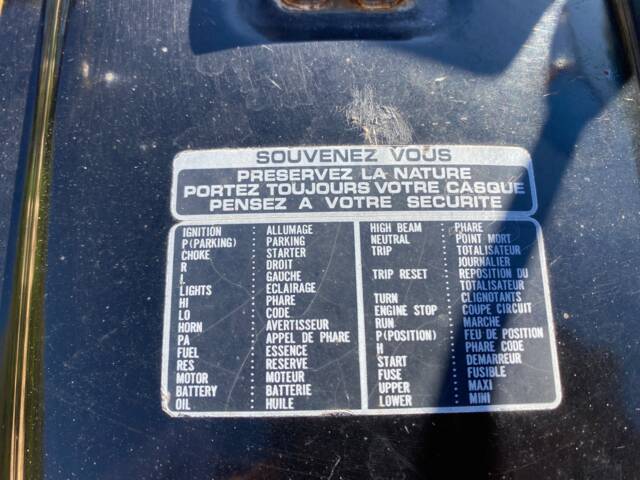 SOUVENEZ VOUS
PRESERVEZ LA NATURE
PORTEZ TOUJOURS VOTRE CASQUE
PENSEZ A VOTRE SECURITE
IGNITION : ALLUMAGE
P(PARKING) : PARKING
CHOKE : STARTER
R : DROIT
L : GAUCHE
LIGHTS : ECLAIRAGE
HI : PHARE
LO : CODE
HORN : AVERTISSEUR
PA : APPEL DE PHARE
FUEL : ESSENCE
RES : RESERVE
MOTOR : MOTEUR
BATTERY : BATTERIE
OIL : HUILE
HIGH BEAM : PHARE
NEUTRAL : POINT MORT
TRIP : TOTALISATEUR
JOURNALIER
TRIP RESET : REPOSITION DU
TOTALISATEUR
TURN : CLIGNOTANTS
ENGINE STOP : COUPE CIRCUIT
RUN : MARCHE
P(POSITION) : FEU DE POSITION
H : PHARE CODE
START : DEMARREUR
FUSE : FUSIBLE
UPPER : MAXI
LOWER : MINI